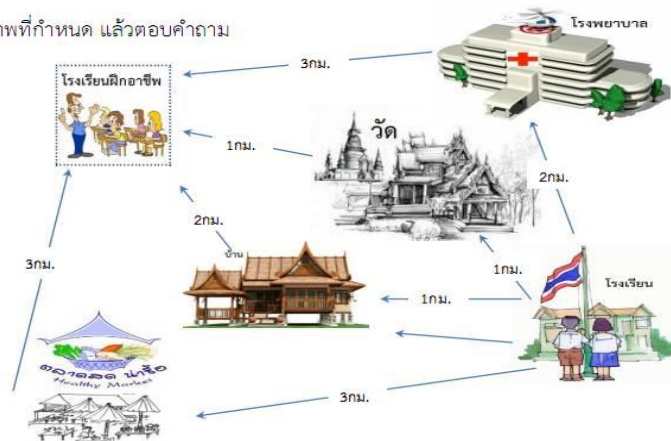 าพที่กำหนด แล้วตอบคำถาม
โรงพยาบาล
3กม.
โรงเรียนฝึกอาชีพ
วัด
1กม.
2กม.
2กม.
บ้าน
3กม.
1กม.
โรงเรียน
1กม.
ตลาดสด น่าซื้อ
Healthy Market
3กม.